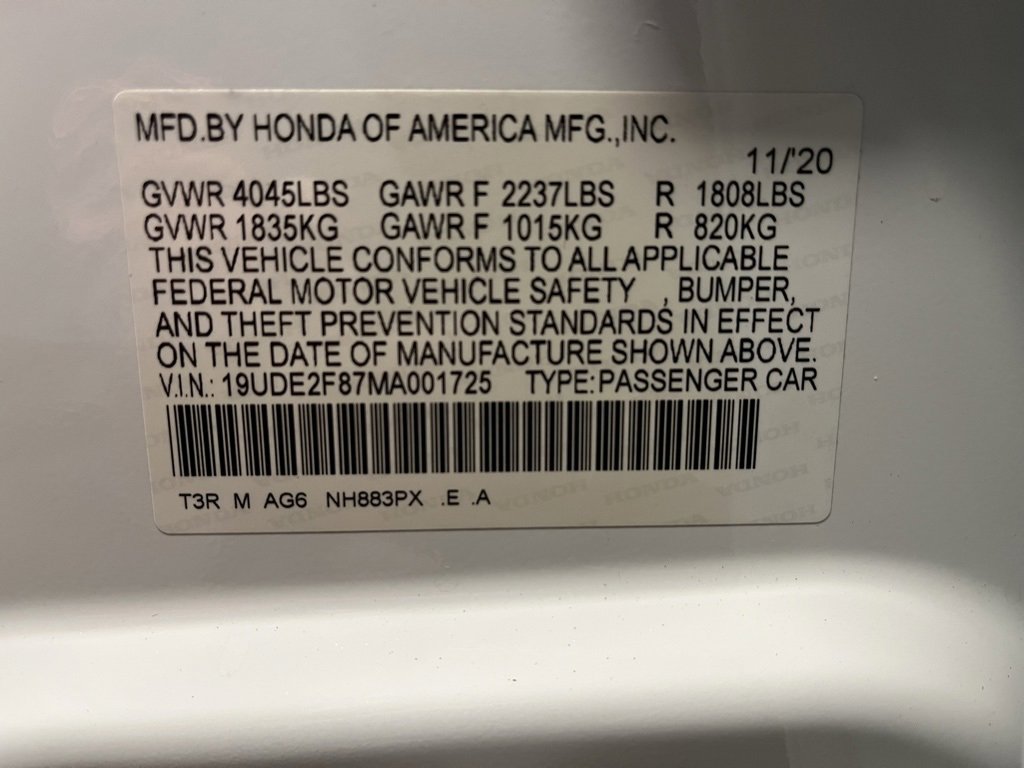 MFD.BY HONDA OF AMERICA MFG.,INC.
11/'20
GVWR 4045LBS GAWR F 2237LBS R 1808LBS
GVWR 1835KG GAWR F 1015KG R 820KG
THIS VEHICLE CONFORMS TO ALL APPLICABLE
FEDERAL MOTOR VEHICLE SAFETY , BUMPER,
AND THEFT PREVENTION STANDARDS IN EFFECT
ON THE DATE OF MANUFACTURE SHOWN ABOVE.
V.I.N.: 19UDE2F87MA001725 TYPE:PASSENGER CAR
T3R M AG6 NH883PX .E .A